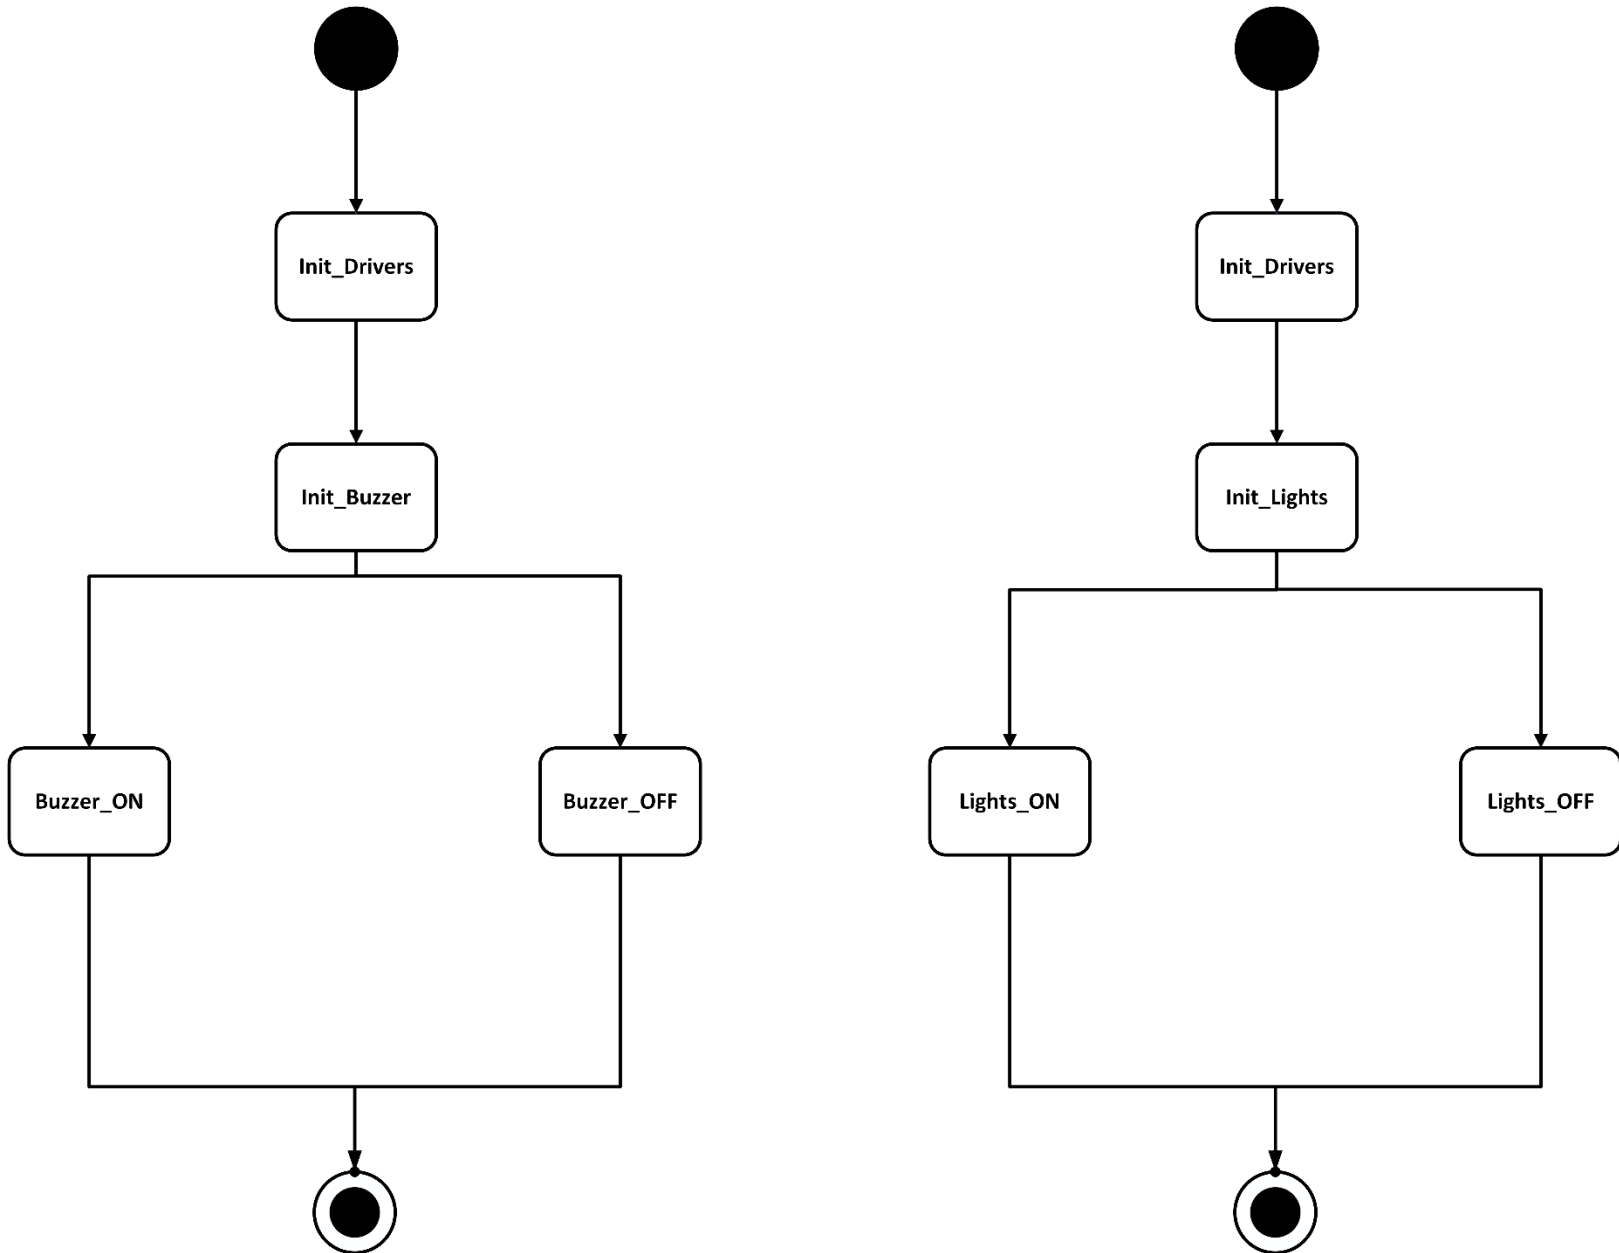 Init_Drivers
Init_Buzzer
Buzzer_ON
Buzzer_OFF
Init_Drivers
Init_Lights
Lights_ON
Lights_OFF